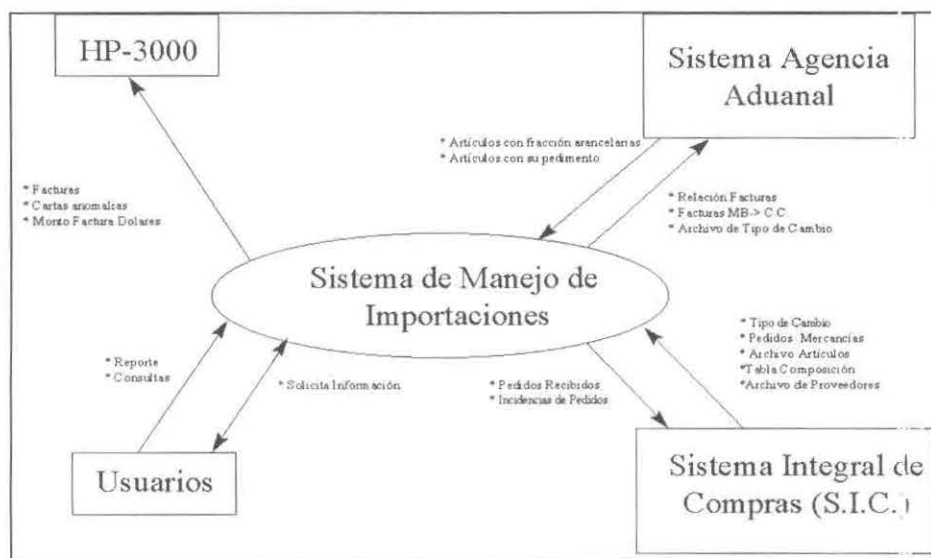 HP-3000
Sistema Agencia
Aduanal
* Artículos con fracción arancelarias
* Artículos con su pedimento
* Facturas
* Cartas anomalías
* Monto Factura Dolares
* Relación Facturas
* Facturas MB-> C C
* Archivo de Tipo de Cambio
Sistema de Manejo de
Importaciones
* Tipo de Cambio
* Pedidos Mercancías
* Archivo Artículos
*Tabla Composición
*Archivo de Proveedores
* Reporte
* Consultas
* Solicita Información
* Pedidos Recibidos
* Incidencias de Pedidos
Usuarios
Sistema Integral de
Compras (S.I.C.)